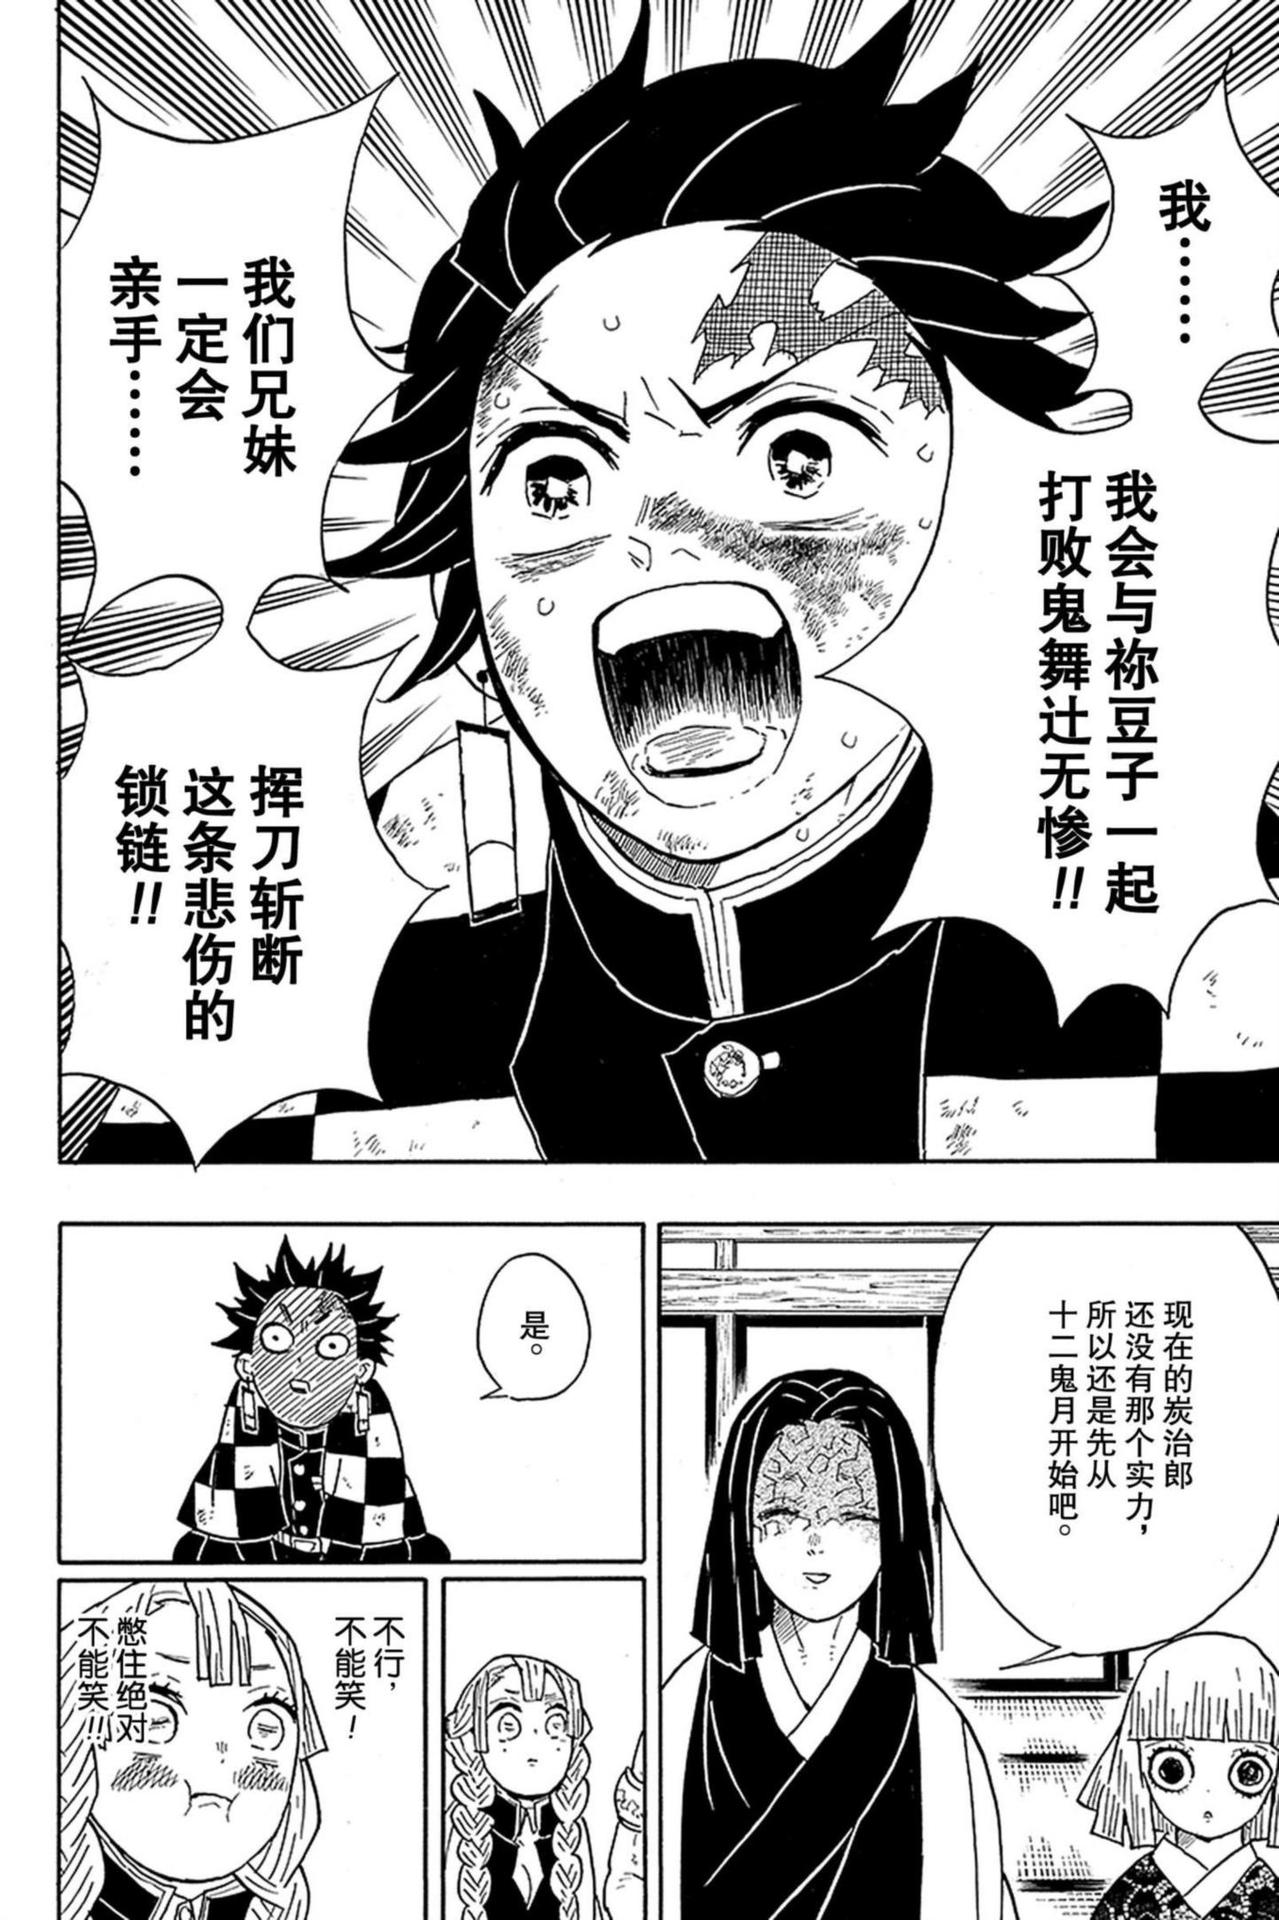 我……
我会与祢豆子一起
打败鬼舞辻无惨!!
我们兄妹
一定会
亲手……
挥刀斩断
这条悲伤的
锁链!!
现在的炭治郎
还没有那个实力，
所以还是先从
十二鬼月开始吧。
是。
不行，
不能笑!
憋住绝对
不能笑!!